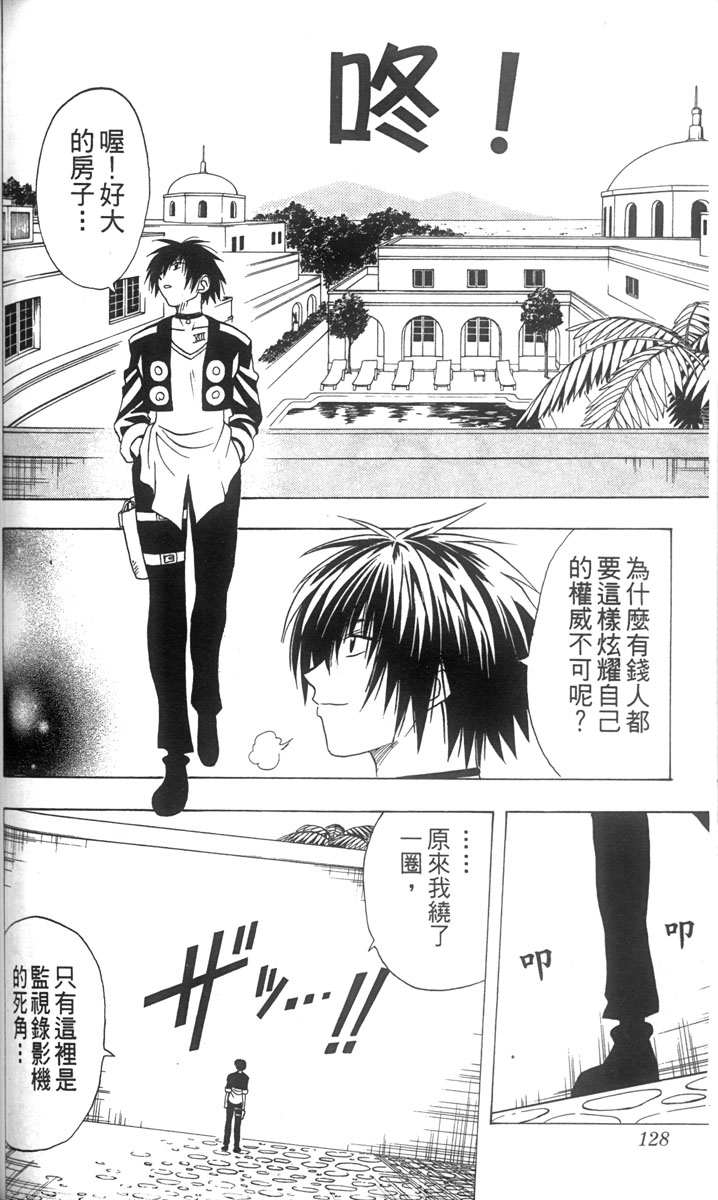 咚！
喔！好大
的房子…
XIII
為什麼有錢人都
要這樣炫耀自己
的權威不可呢？
叩
叩
……
原來我繞了
一圈，
ザッ…!!
只有這裡是
監視錄影機
的死角…
128